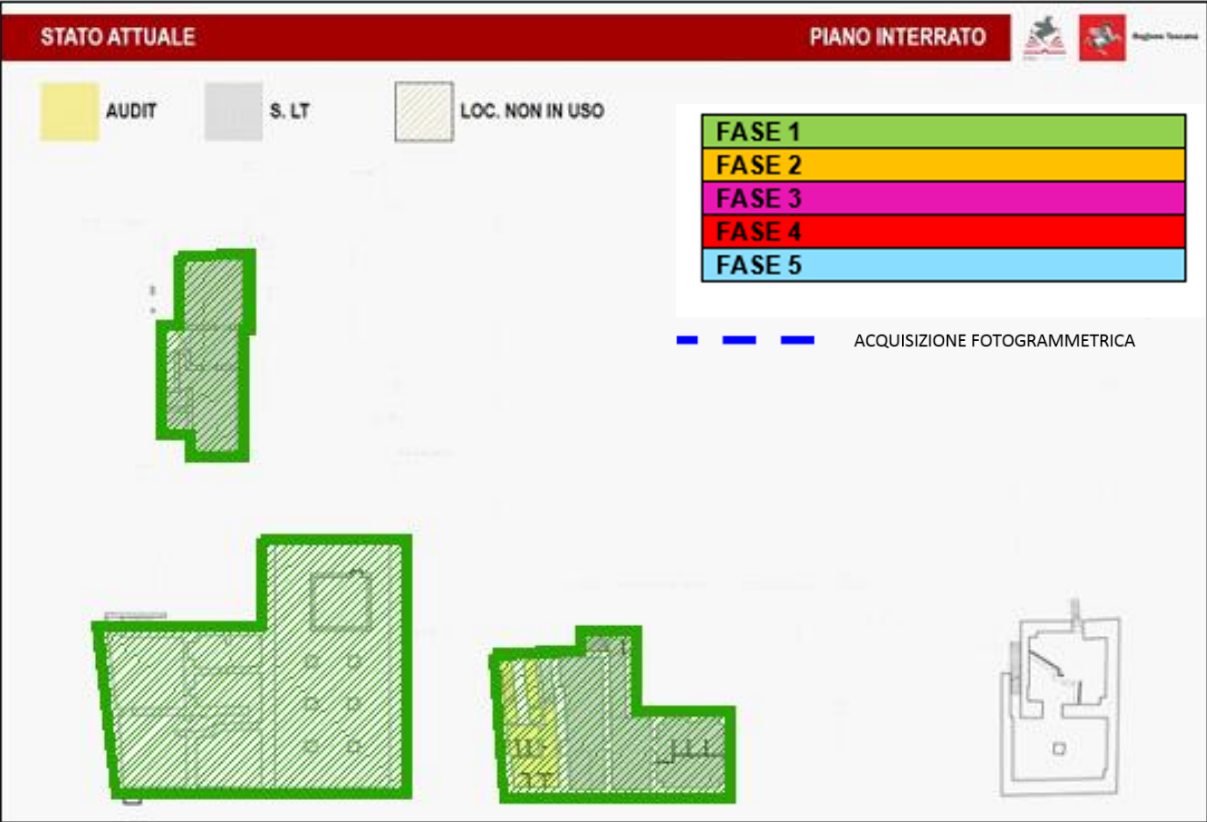 STATO ATTUALE
PIANO INTERRATO
Regione Toscana
AUDIT
S. LT
LOC. NON IN USO
FASE 1
FASE 2
FASE 3
FASE 4
FASE 5
ACQUISIZIONE FOTOGRAMMETRICA